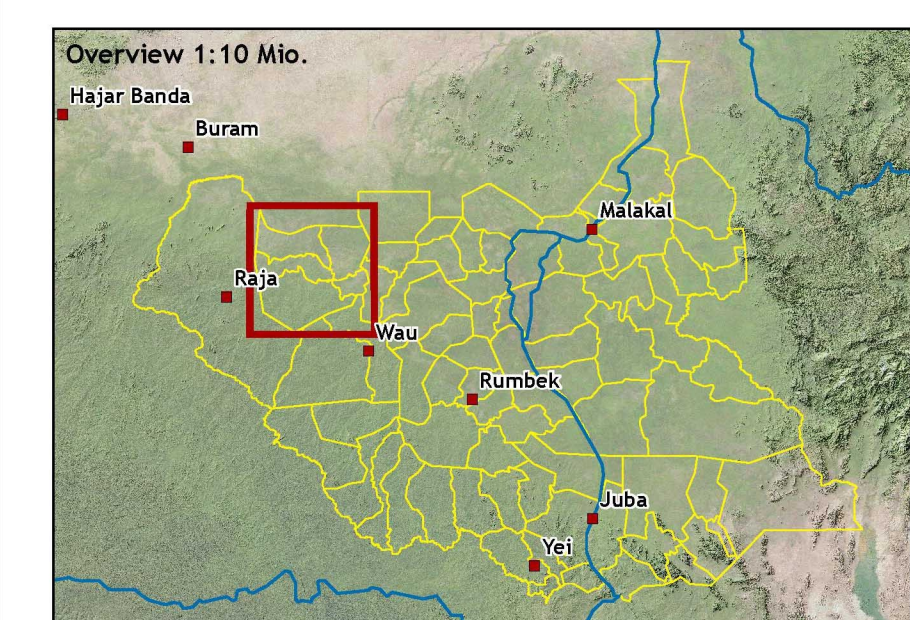 Overview 1:10 Mio.
Hajar Banda
Buram
Malakal
Raja
Wau
Rumbek
Juba
Yei